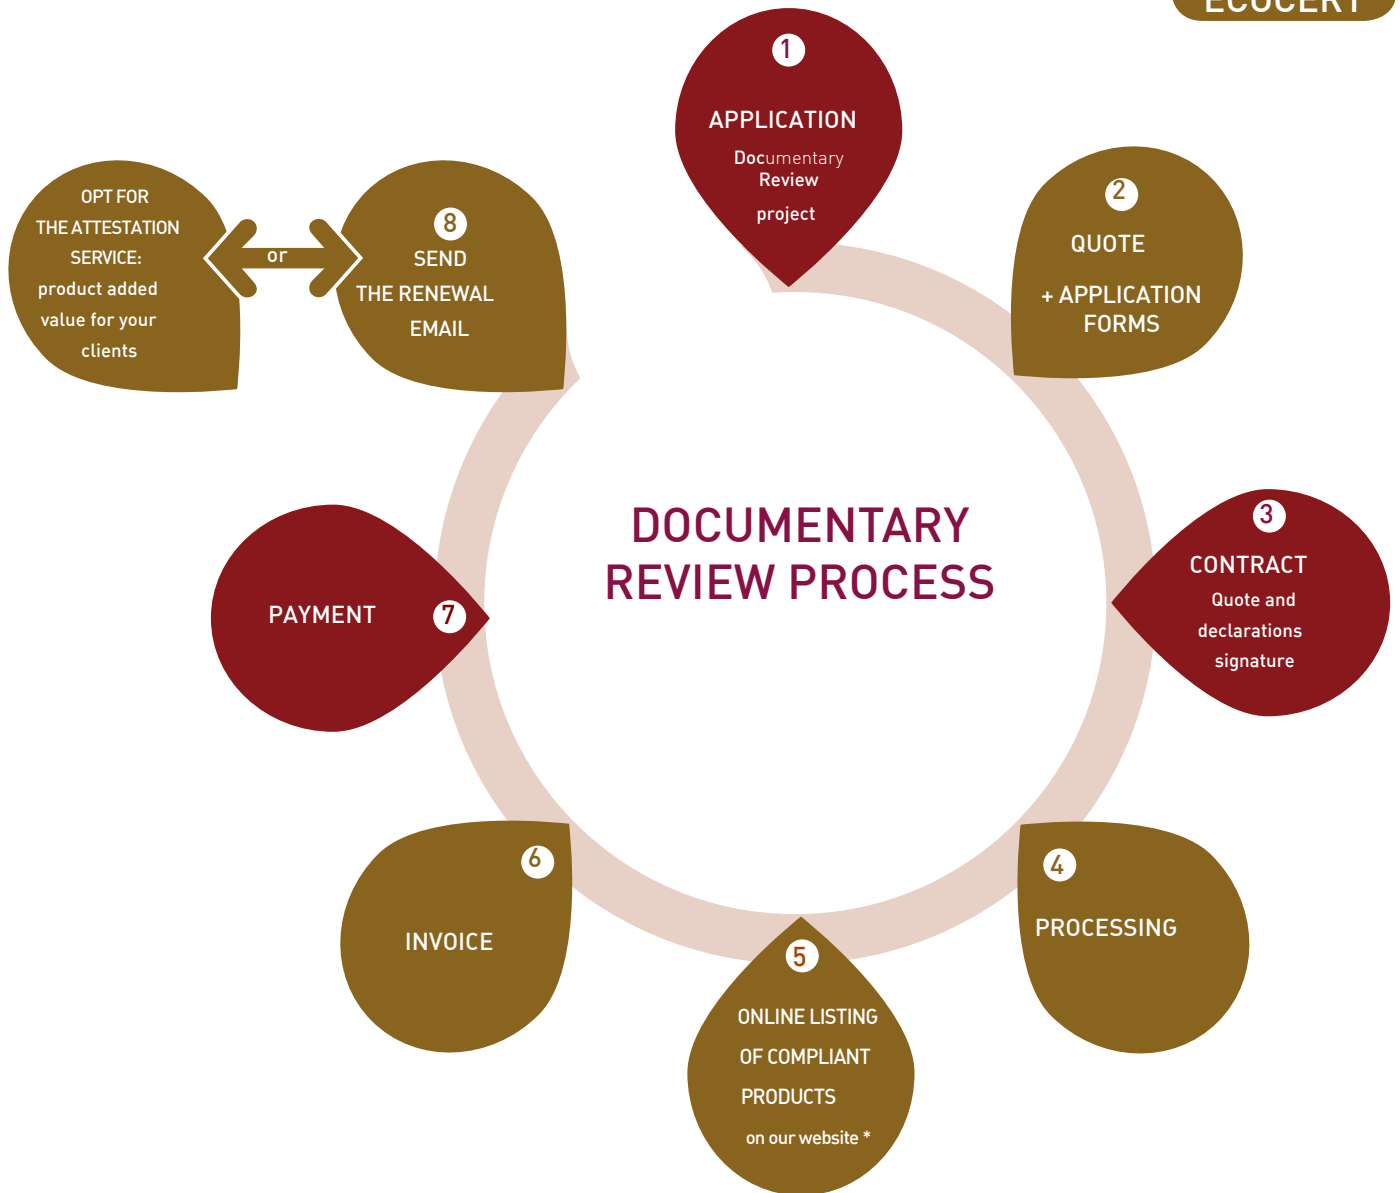 ECOCERT
1
APPLICATION
Documentary
Review
project
2
QUOTE
+ APPLICATION
FORMS
3
CONTRACT
Quote and
declarations
signature
4
PROCESSING
5
ONLINE LISTING
OF COMPLIANT
PRODUCTS
on our website *
6
INVOICE
7
PAYMENT
8
SEND
THE RENEWAL
EMAIL
or
OPT FOR
THE ATTESTATION
SERVICE:
product added
value for your
clients
DOCUMENTARY
REVIEW PROCESS